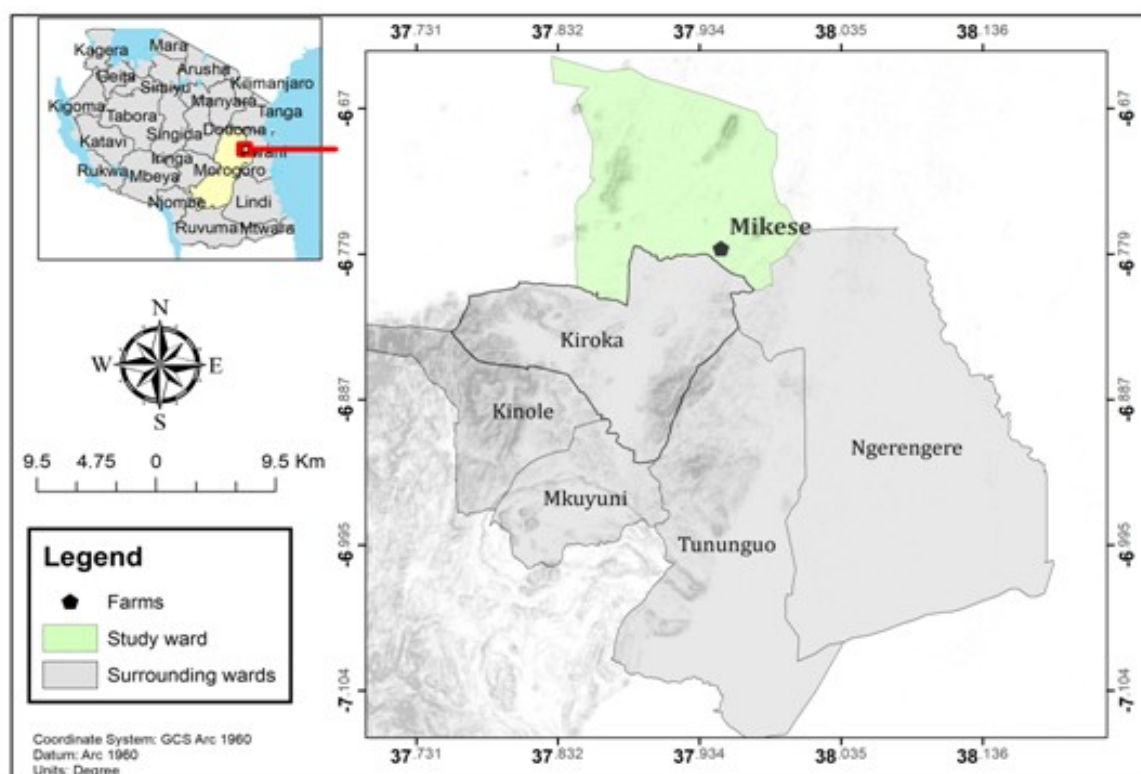 Kagera
Mara
Geita
Simiyu
Arusha
Kilimanjaro
Kigoma
Tabora
Manyara
Tanga
Singida
Dodoma
Katavi
Pwani
Iringa
Rukwa
Mbeya
Morogoro
Njombe
Lindi
Ruvuma
Mtwara
N
W E
S
9.5 4.75 0 9.5 Km
Legend
Farms
Study ward
Surrounding wards
Coordinate System: GCS Arc 1960
Datum: Arc 1960
Units: Degree
37.731 37.832 37.934 38.035 38.136
-6.67 -6.67
Mikese
-6.779 -6.779
Kiroka
-6.887 -6.887
Kinole
Ngerengere
Mkuyuni
-6.995 -6.995
Tununguo
-7.104 -7.104
37.731 37.832 37.934 38.035 38.136